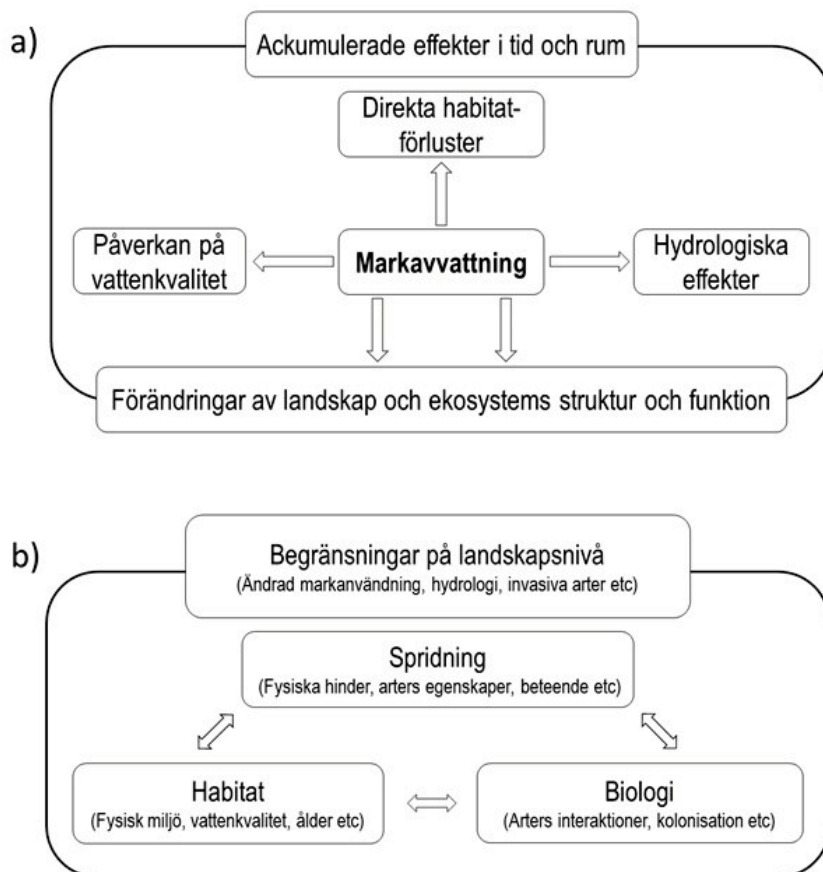 a)
Ackumulerade effekter i tid och rum
Direkta habitat-
förluster
Påverkan på
vattenkvalitet
Markavvattning
Hydrologiska
effekter
Förändringar av landskap och ekosystems struktur och funktion
b)
Begränsningar på landskapsnivå
(Ändrad markanvändning, hydrologi, invasiva arter etc)
Spridning
(Fysiska hinder, arters egenskaper, beteende etc)
Habitat
(Fysisk miljö, vattenkvalitet, ålder etc)
Biologi
(Arters interaktioner, kolonisation etc)